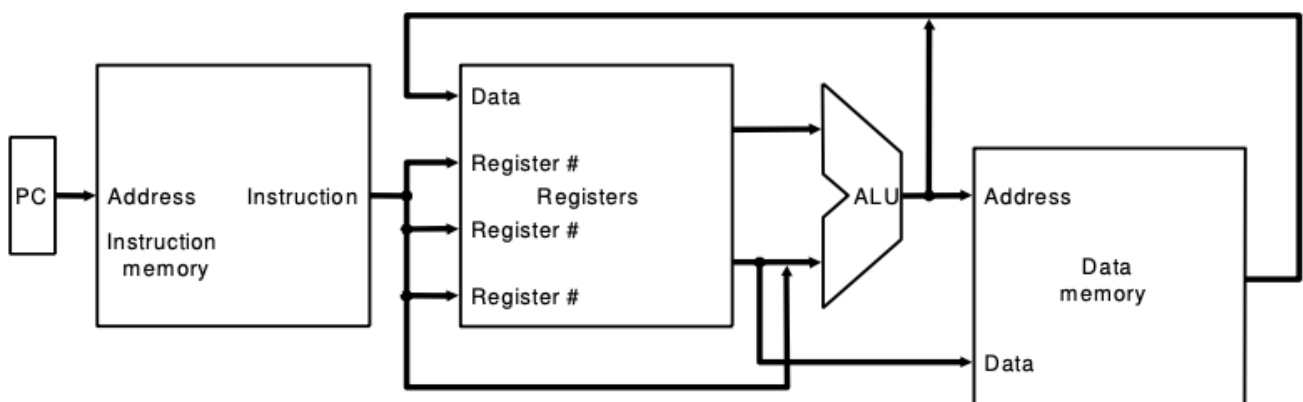 Data
Register #
PC
Address
Instruction
Registers
ALU
Address
Instruction
memory
Register #
Data
memory
Register #
Data